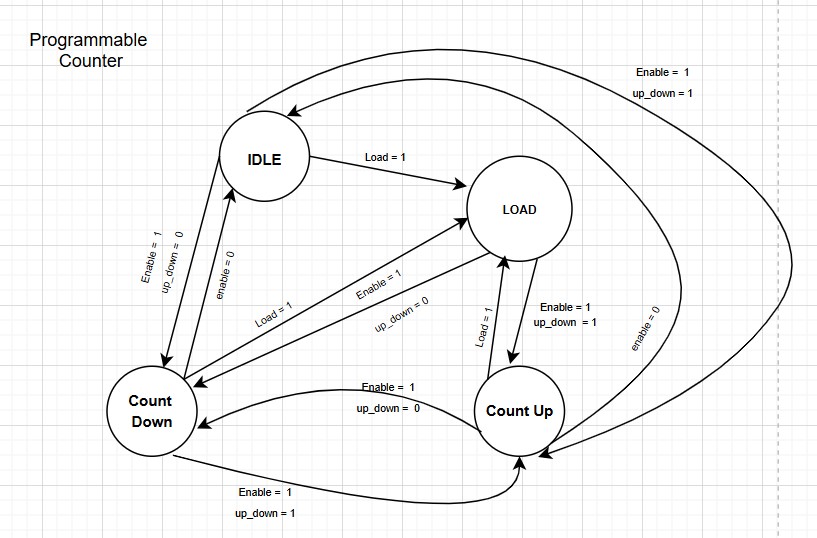 Programmable
Counter
Enable = 1
up_down = 1
IDLE
Load = 1
LOAD
Enable = 1
up_down = 0
enable = 0
Load = 1
Enable = 1
up_down = 0
Load = 1
Enable = 1
up_down = 1
enable = 0
Count
Down
Enable = 1
up_down = 0
Count Up
Enable = 1
up_down = 1